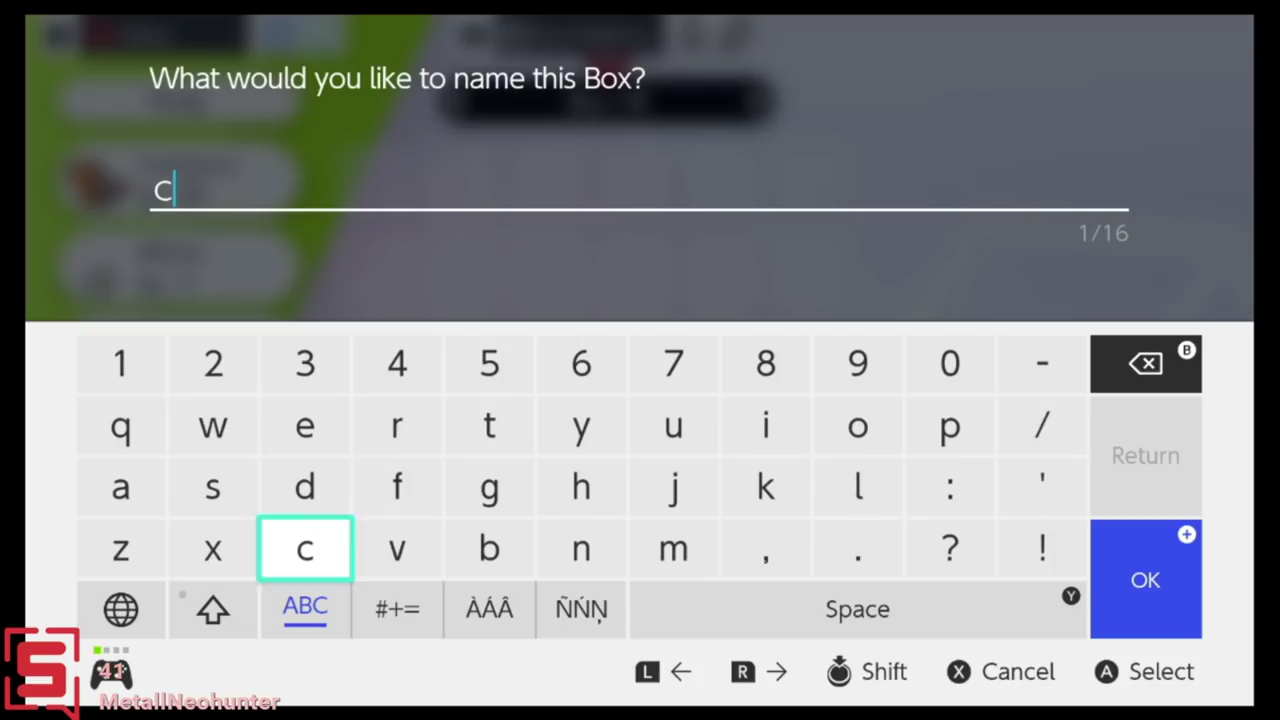 What would you like to name this Box?
C
1/16
1 2 3 4 5 6 7 8 9 0 - B
q w e r t y u i o p / Return
a s d f g h j k l : '
z x c v b n m , . ? ! + OK
ABC #+= ÀÁÂ ÑŃŅ Space Y
S 41 L ← R → Shift X Cancel A Select
MetallNeohunter